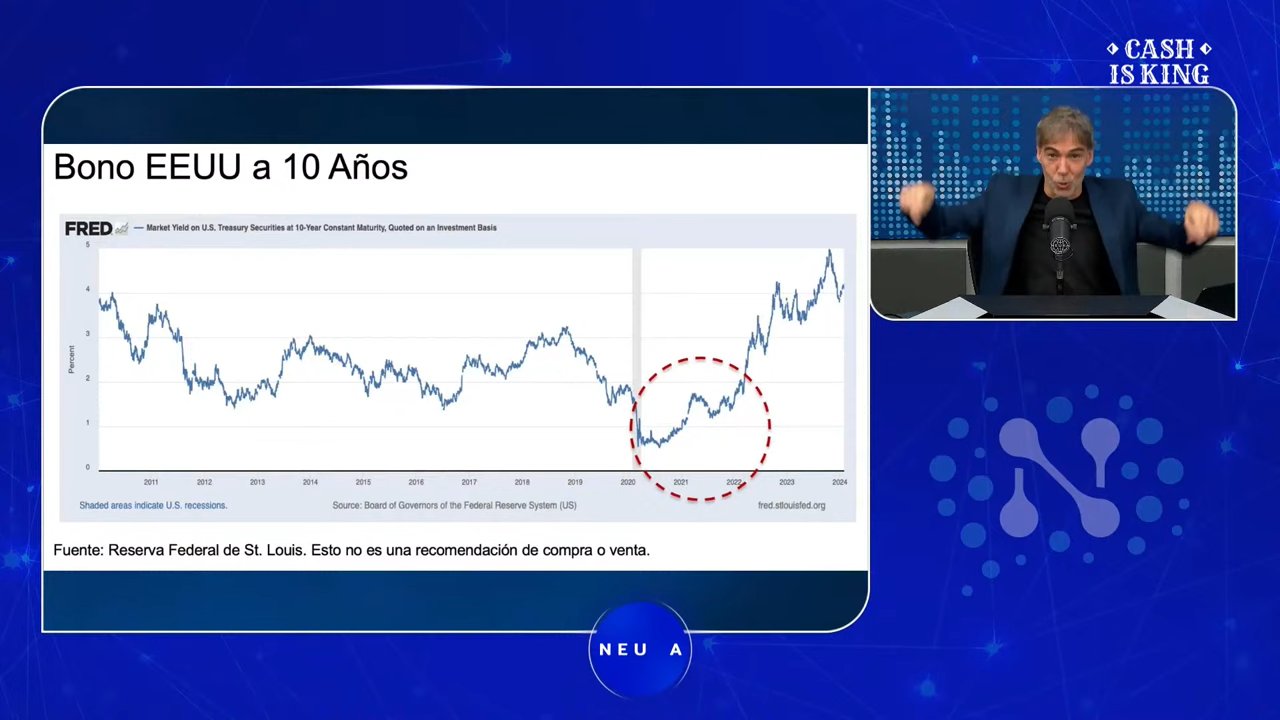 CASH
IS KING
Bono EEUU a 10 Años
FRED — Market Yield on U.S. Treasury Securities at 10-Year Constant Maturity, Quoted on an Investment Basis
5
4
3
2
1
0
Percent
2011 2012 2013 2014 2015 2016 2017 2018 2019 2020 2021 2022 2023 2024
Shaded areas indicate U.S. recessions. Source: Board of Governors of the Federal Reserve System (US) fred.stlouisfed.org
Fuente: Reserva Federal de St. Louis. Esto no es una recomendación de compra o venta.
NEU A